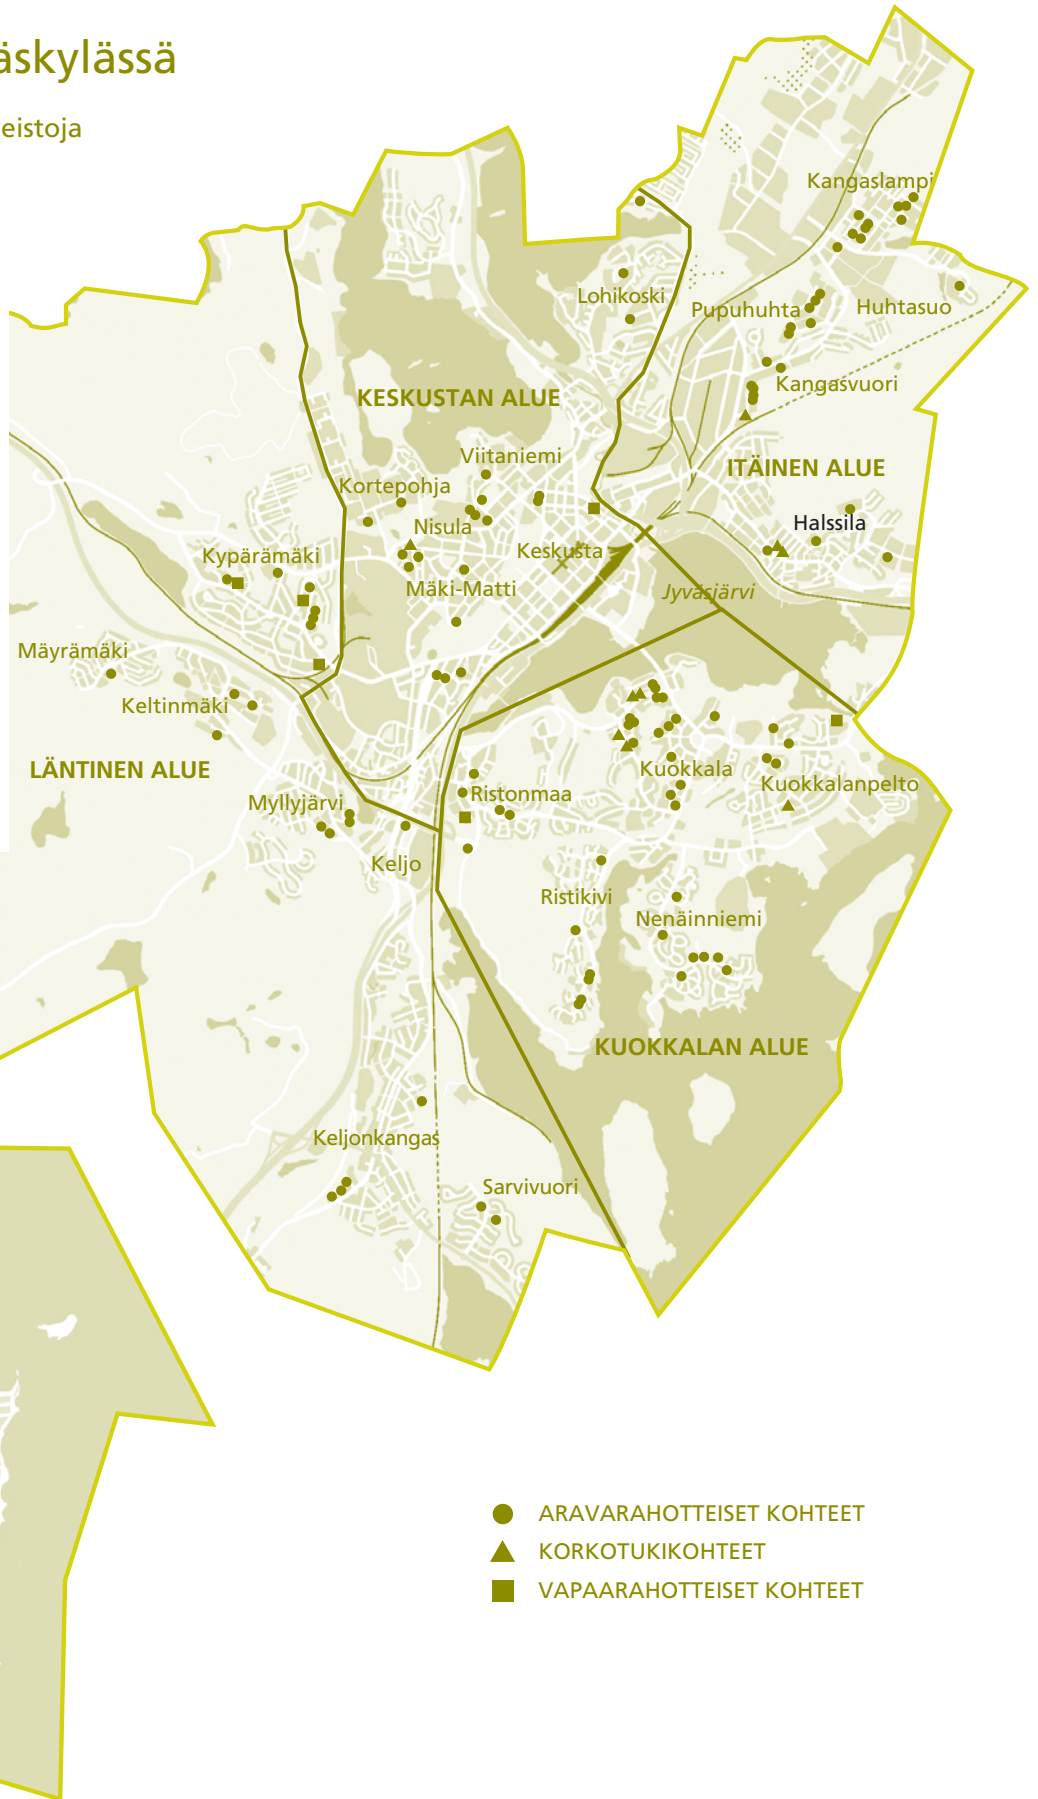 äskylässä
eistoja
Kangaslampi
Lohikoski
Pupuhuhta
Huhtasuo
Kangasvuori
KESKUSTAN ALUE
Viitaniemi
ITÄINEN ALUE
Kortepohja
Nisula
Halssila
Keskusta
Kypärämäki
Mäki-Matti
Jyväsjärvi
Mäyrämäki
Keltinmäki
LÄNTINEN ALUE
Kuokkala
Kuokkalanpelto
Myllyjärvi
Ristonmaa
Keljo
Ristikivi
Nenäinniemi
KUOKKALAN ALUE
Keljonkangas
Sarvivuori
ARAVARAHOTTEISET KOHTEET
KORKOTUKIKOHTEET
VAPAARAHOTTEISET KOHTEET